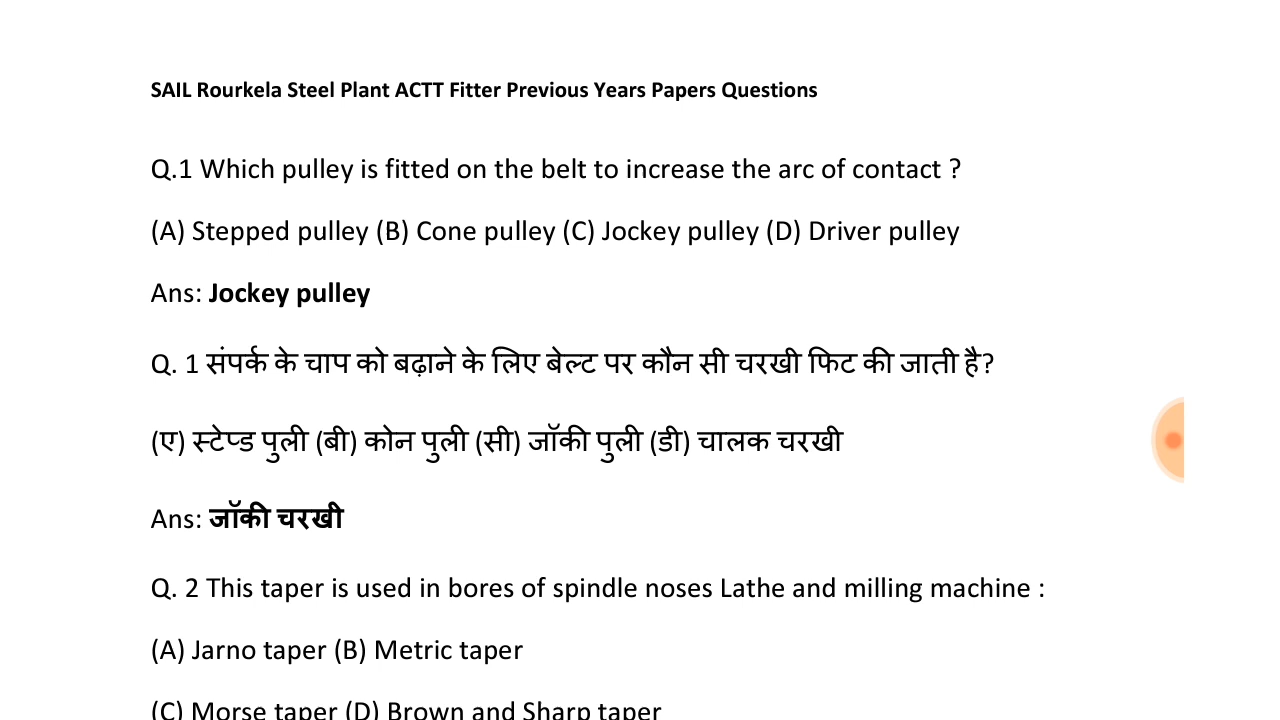 SAIL Rourkela Steel Plant ACTT Fitter Previous Years Papers Questions
Q.1 Which pulley is fitted on the belt to increase the arc of contact ?
(A) Stepped pulley (B) Cone pulley (C) Jockey pulley (D) Driver pulley
Ans: Jockey pulley
Q. 1 संपर्क के चाप को बढ़ाने के लिए बेल्ट पर कौन सी चरखी फिट की जाती है?
(ए) स्टेप्ड पुली (बी) कोन पुली (सी) जॉकी पुली (डी) चालक चरखी
Ans: जॉकी चरखी
Q. 2 This taper is used in bores of spindle noses Lathe and milling machine :
(A) Jarno taper (B) Metric taper
(C) Morse taper (D) Brown and Sharp taper